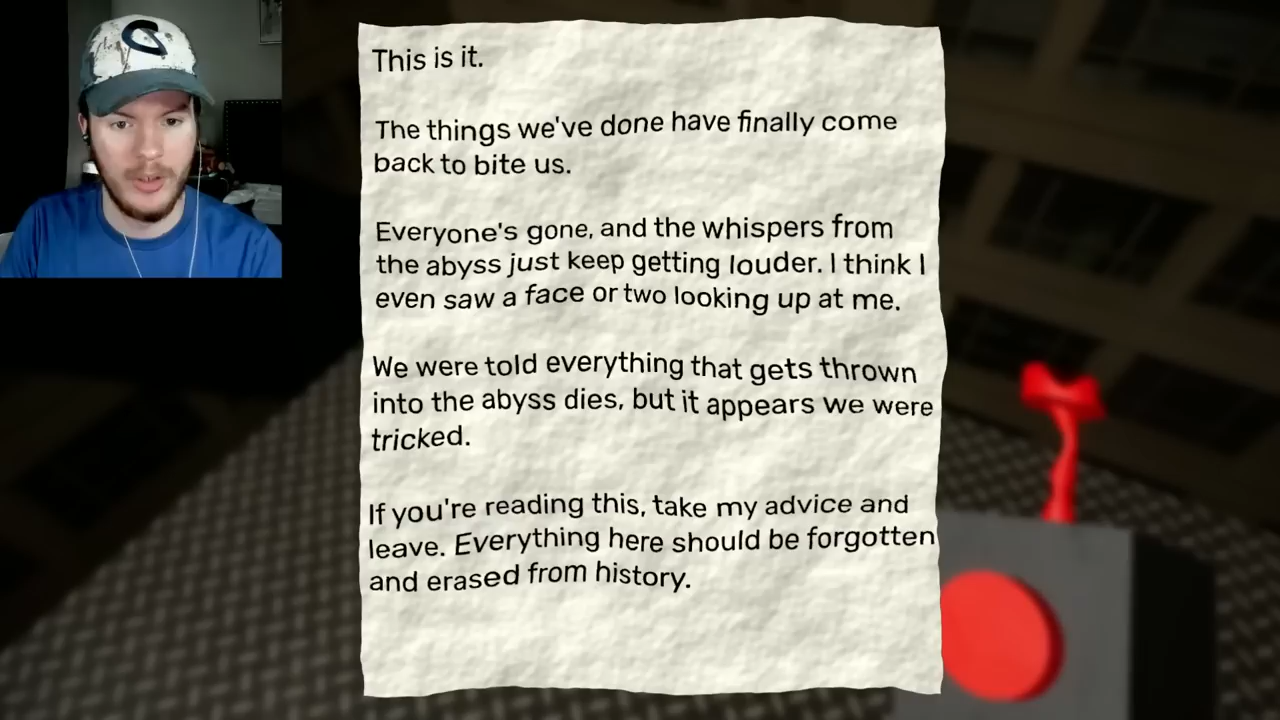 This is it.
The things we've done have finally come
back to bite us.
Everyone's gone, and the whispers from
the abyss just keep getting louder. I think I
even saw a face or two looking up at me.
We were told everything that gets thrown
into the abyss dies, but it appears we were
tricked.
If you're reading this, take my advice and
leave. Everything here should be forgotten
and erased from history.